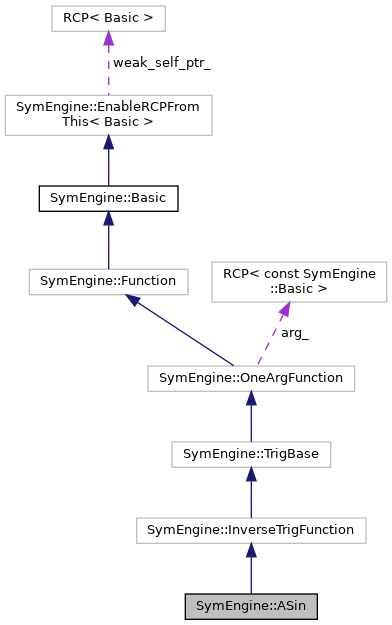 RCP< Basic >
weak_self_ptr_
SymEngine::EnableRCPFrom
This< Basic >
SymEngine::Basic
SymEngine::Function
RCP< const SymEngine
::Basic >
arg_
SymEngine::OneArgFunction
SymEngine::TrigBase
SymEngine::InverseTrigFunction
SymEngine::ASin